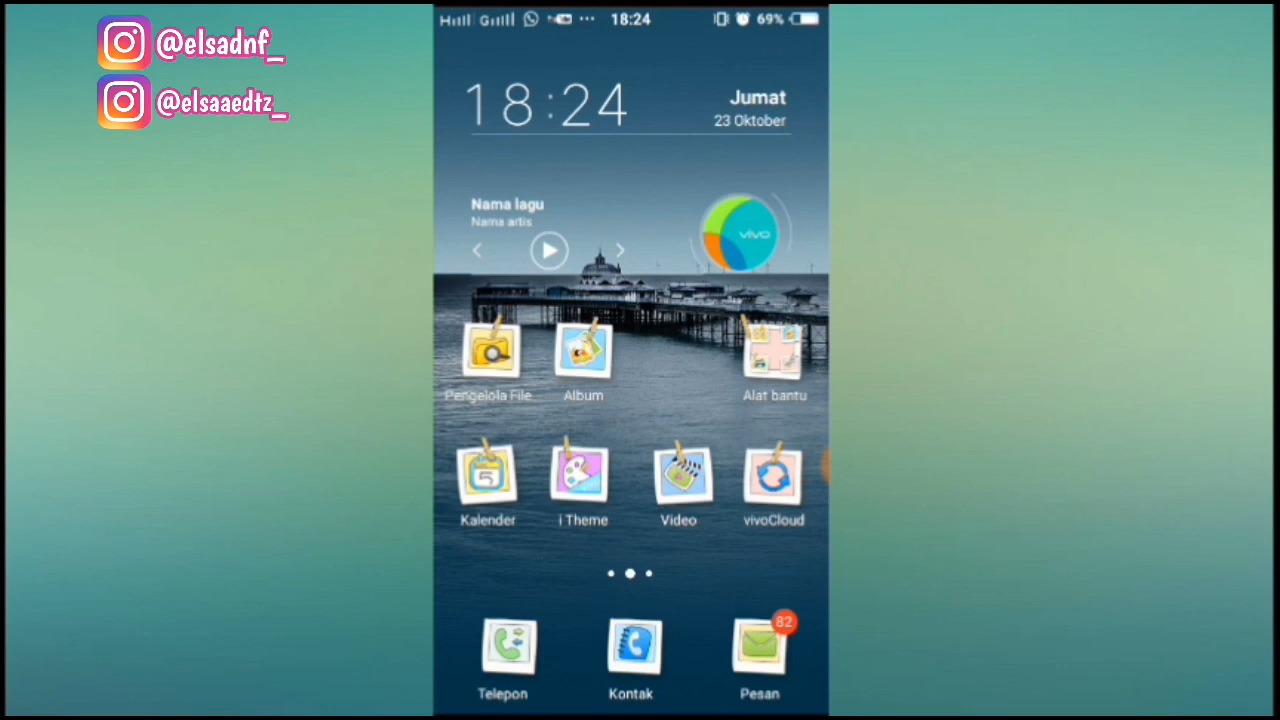 @elsadnf_
@elsaaedtz_
18:24
69%
18:24
Jumat
23 Oktober
Nama lagu
Nama artis
vivo
Pengelola File
Album
Alat bantu
5
Kalender
i Theme
Video
vivoCloud
82
Telepon
Kontak
Pesan